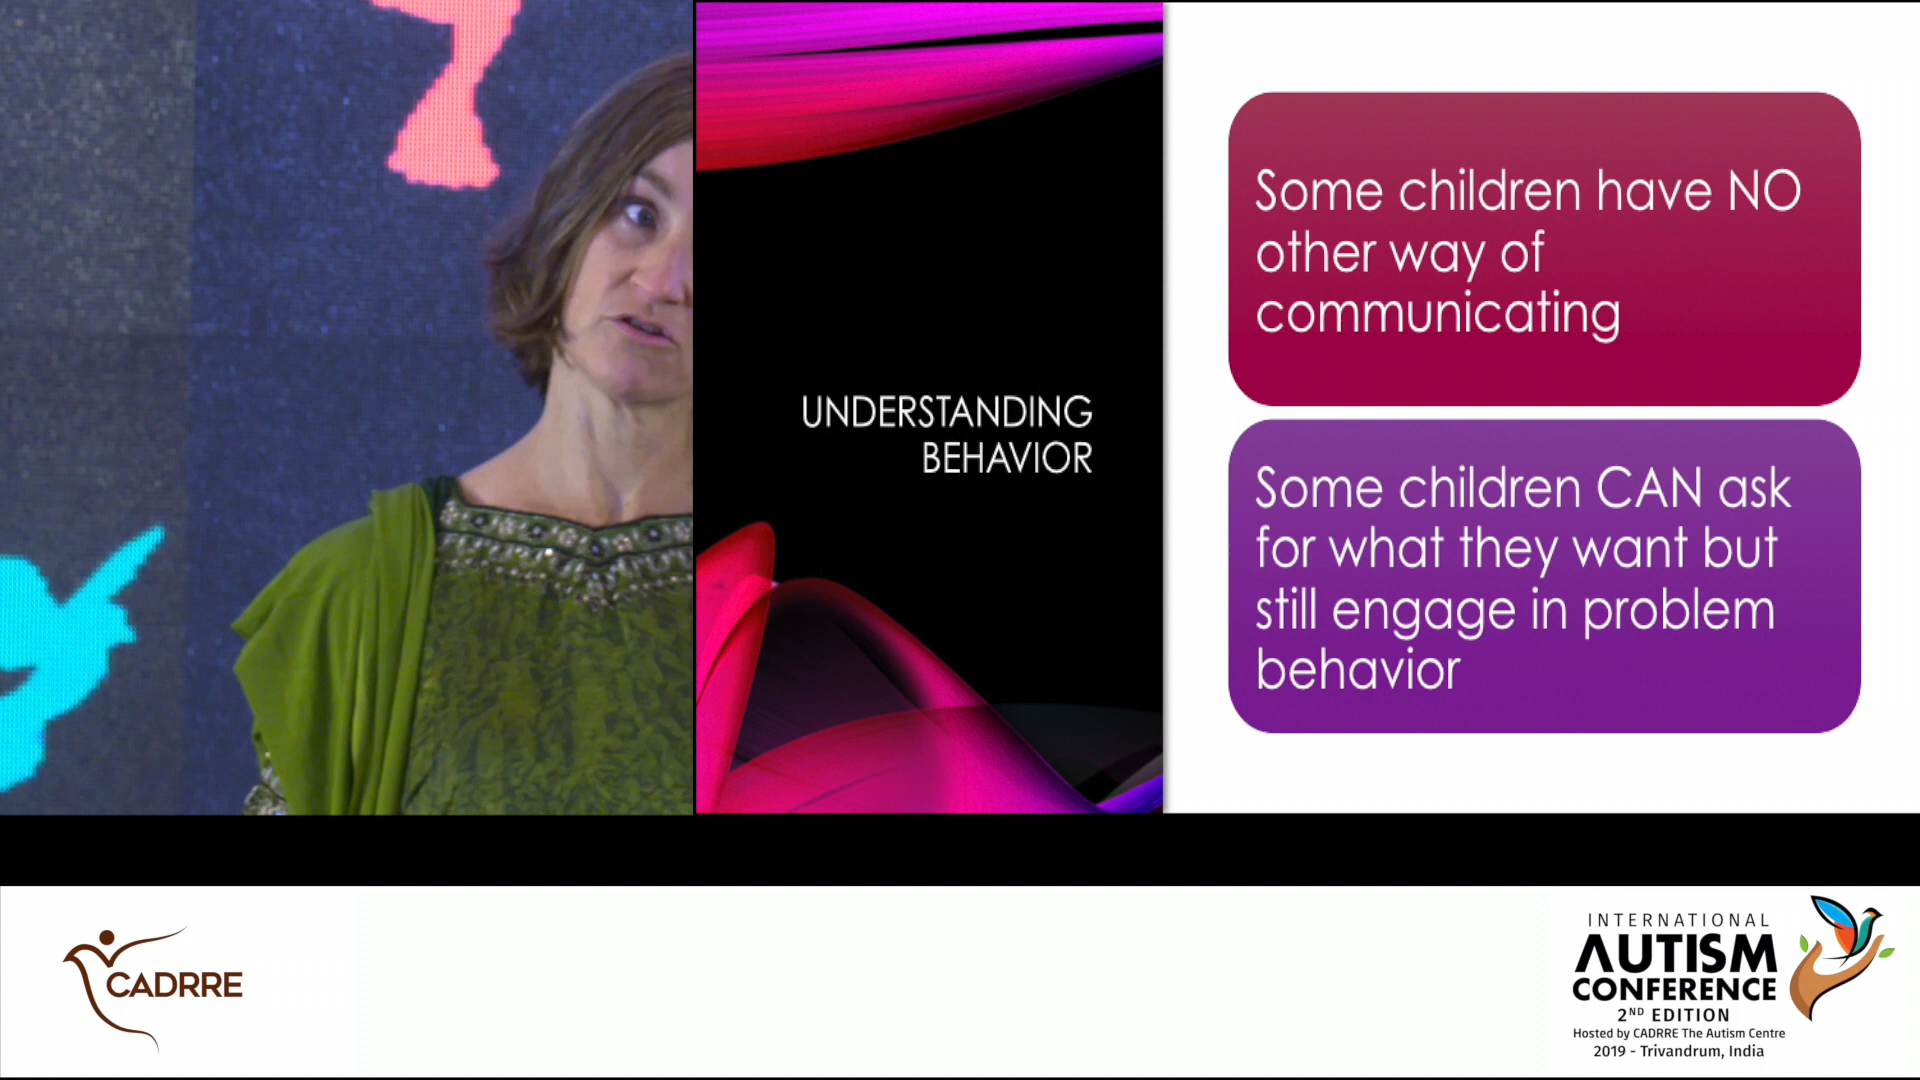 UNDERSTANDING
BEHAVIOR
Some children have NO
other way of
communicating
Some children CAN ask
for what they want but
still engage in problem
behavior
CADRRE
INTERNATIONAL
AUTISM
CONFERENCE
2ND EDITION
Hosted by CADRRE The Autism Centre
2019 - Trivandrum, India